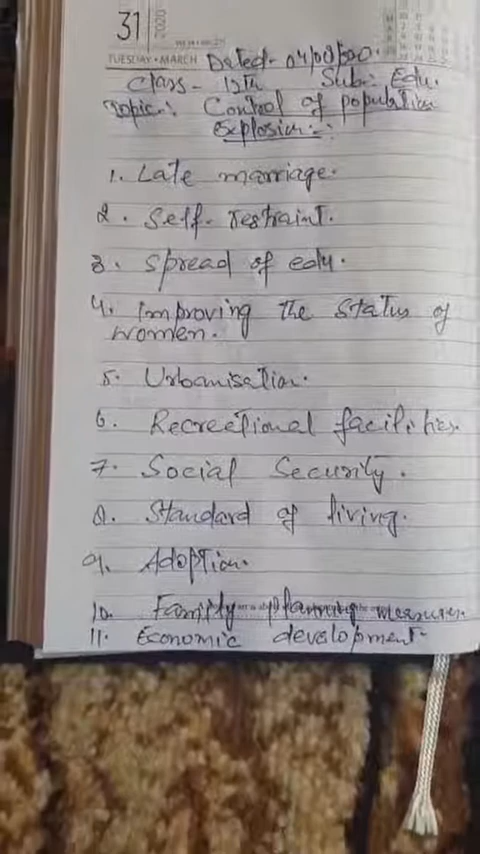 31
2020
TUESDAY • MARCH Dated- 04/08/020.
Class- 12th Sub: Edu.
Topic: Control of population
Explosion:-
1. Late marriage.
2. Self-restraint.
3. Spread of edu.
4. Improving the Status of
women.
5. Urbanisation.
6. Recreational facilities.
7. Social Security.
8. Standard of living.
9. Adoption.
10. Family planning measures.
11. Economic development.